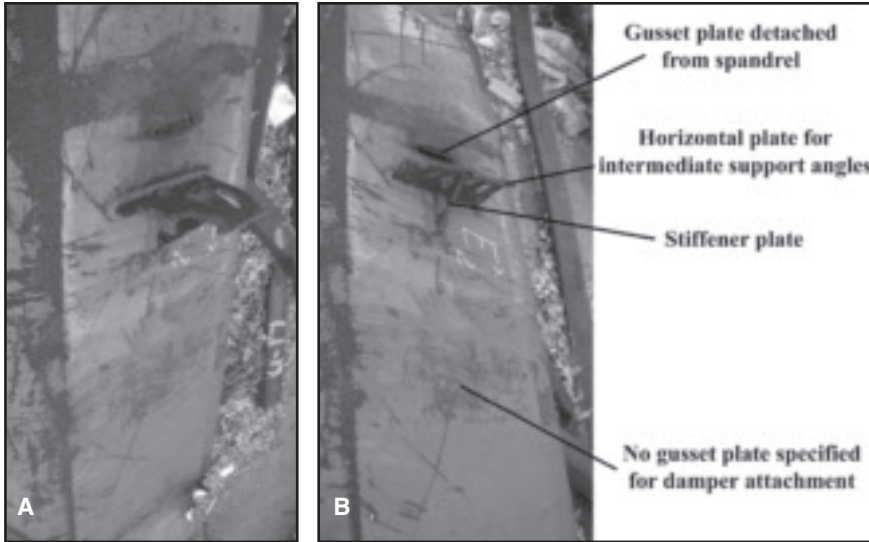 A
B
Gusset plate detached
from spandrel
Horizontal plate for
intermediate support angles
Stiffener plate
No gusset plate specified
for damper attachment